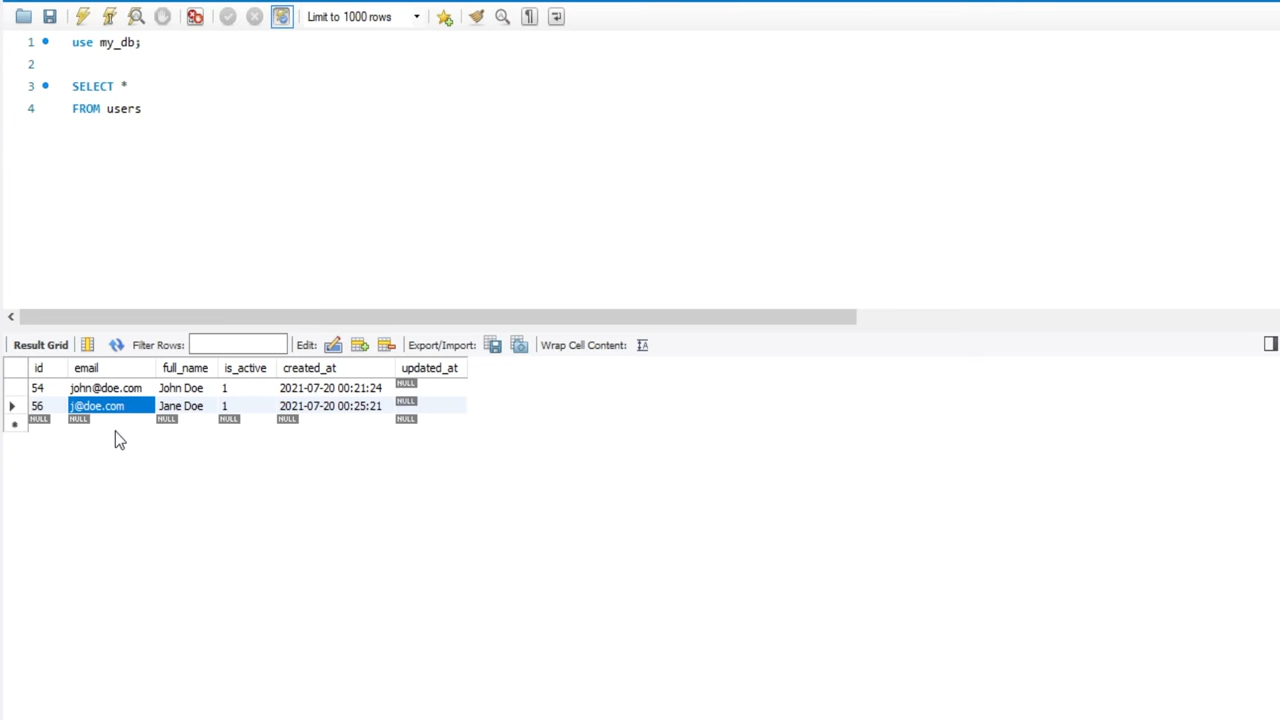 Limit to 1000 rows
1 use my_db;
2
3 SELECT *
4 FROM users
Result Grid Filter Rows: Edit: Export/Import: Wrap Cell Content: IA
id email full_name is_active created_at updated_at
54 john@doe.com John Doe 1 2021-07-20 00:21:24 NULL
56 j@doe.com Jane Doe 1 2021-07-20 00:25:21 NULL
* NULL NULL NULL NULL NULL NULL